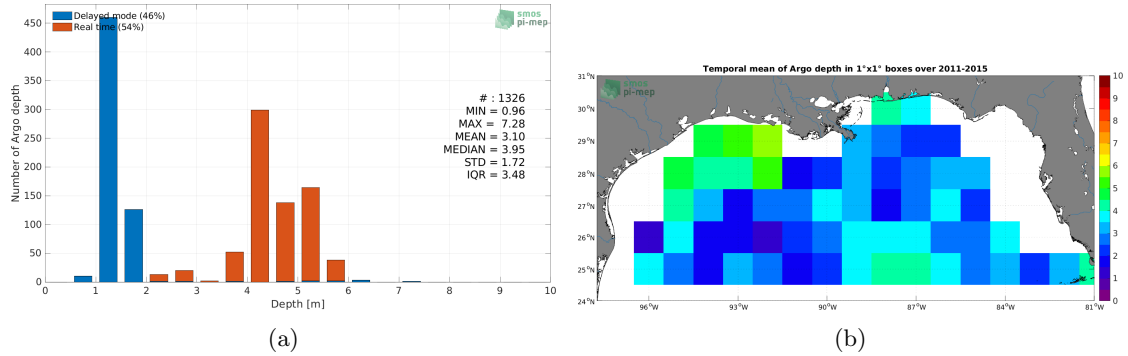 Delayed mode (46%)
Real time (54%)
smos
pi-mep
450
400
350
300
250
200
150
100
50
0
Number of Argo depth
# : 1326
MIN = 0.96
MAX = 7.28
MEAN = 3.10
MEDIAN = 3.95
STD = 1.72
IQR = 3.48
0 1 2 3 4 5 6 7 8 9 10
Depth [m]
(a)
Temporal mean of Argo depth in 1°x1° boxes over 2011-2015
smos
pi-mep
31°N
30°N
29°N
28°N
27°N
26°N
25°N
24°N
96°W 93°W 90°W 87°W 84°W 81°W
10
9
8
7
6
5
4
3
2
1
0
(b)